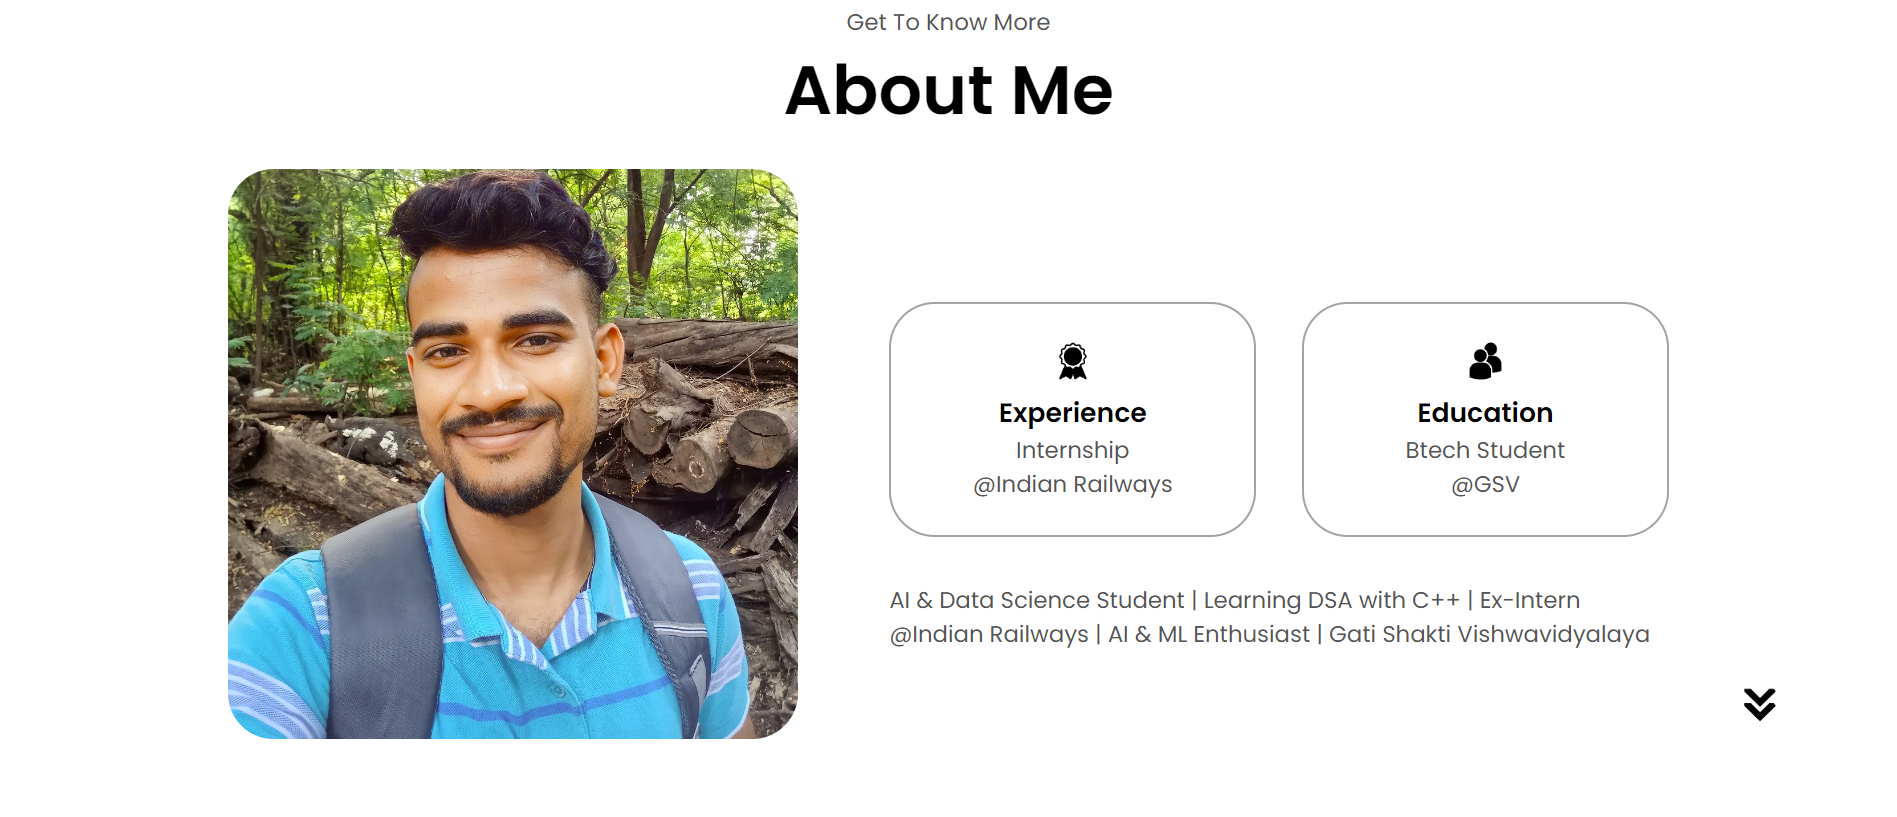 Get To Know More
About Me
Experience
Internship
@Indian Railways
Education
Btech Student
@GSV
AI & Data Science Student | Learning DSA with C++ | Ex-Intern
@Indian Railways | AI & ML Enthusiast | Gati Shakti Vishwavidyalaya